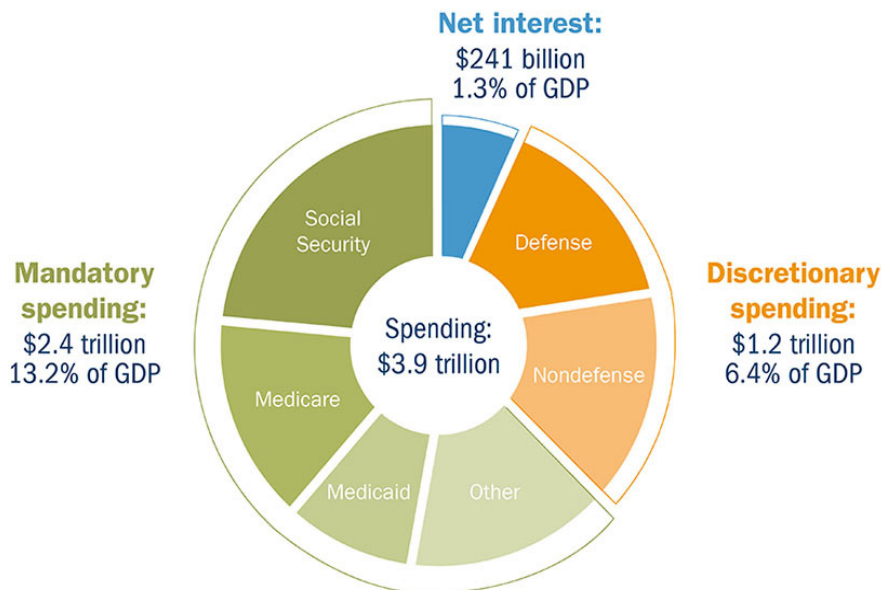 Net interest:
$241 billion
1.3% of GDP
Social
Security
Defense
Mandatory
spending:
$2.4 trillion
13.2% of GDP
Spending:
$3.9 trillion
Discretionary
spending:
$1.2 trillion
6.4% of GDP
Medicare
Nondefense
Medicaid
Other